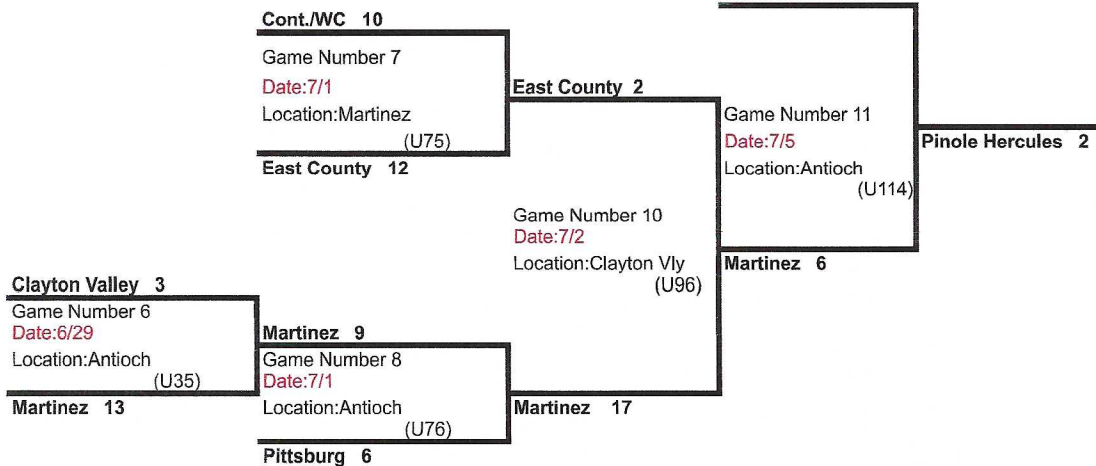 Cont./WC 10
Game Number 7
Date:7/1
Location:Martinez
(U75)
East County 12
East County 2
Game Number 11
Date:7/5
Location:Antioch
(U114)
Pinole Hercules 2
Game Number 10
Date:7/2
Location:Clayton Vly
(U96)
Martinez 6
Clayton Valley 3
Game Number 6
Date:6/29
Location:Antioch
(U35)
Martinez 13
Martinez 9
Game Number 8
Date:7/1
Location:Antioch
(U76)
Pittsburg 6
Martinez 17